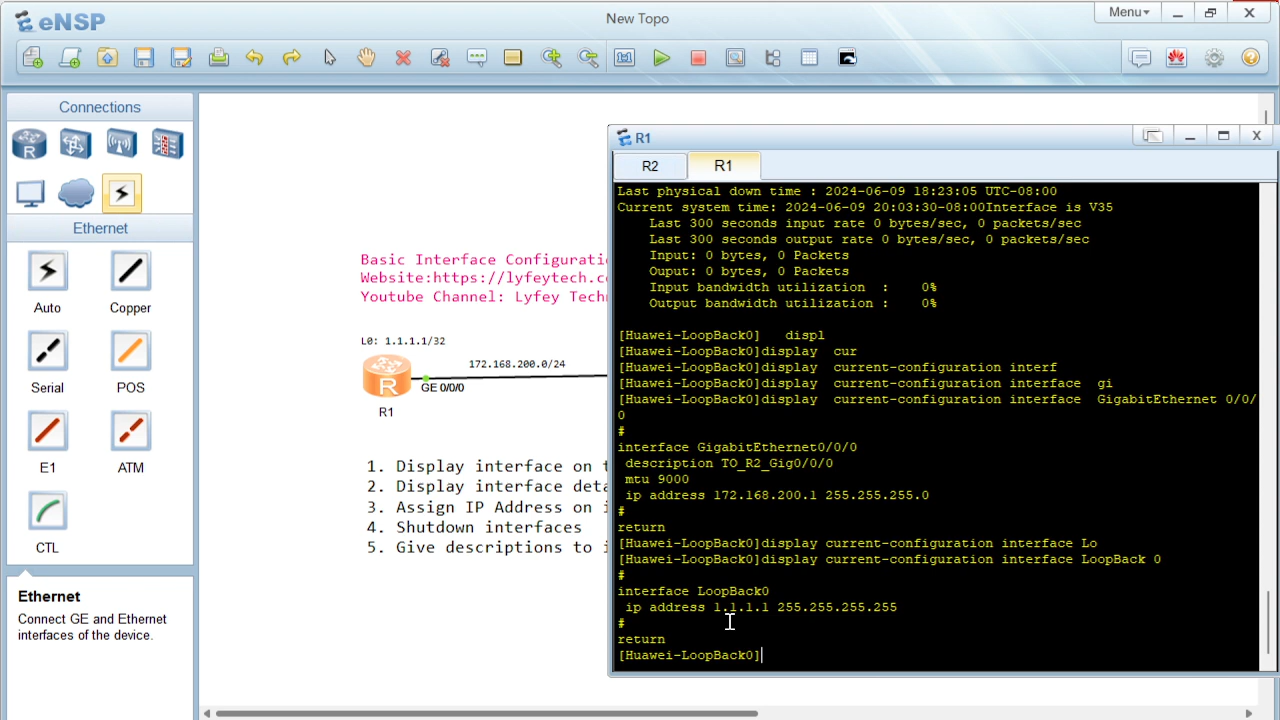 eNSP
New Topo
Menu
Connections
Ethernet
Auto
Copper
Serial
POS
E1
ATM
CTL
Ethernet
Connect GE and Ethernet
interfaces of the device.
Basic Interface Configurati
Website:https://lyfeytech.c
Youtube Channel: Lyfey Tech
L0: 1.1.1.1/32
172.168.200.0/24
GE 0/0/0
R1
1. Display interface on t
2. Display interface deta
3. Assign IP Address on i
4. Shutdown interfaces
5. Give descriptions to i
R1
R2
R1
Last physical down time : 2024-06-09 18:23:05 UTC-08:00
Current system time: 2024-06-09 20:03:30-08:00Interface is V35
Last 300 seconds input rate 0 bytes/sec, 0 packets/sec
Last 300 seconds output rate 0 bytes/sec, 0 packets/sec
Input: 0 bytes, 0 Packets
Ouput: 0 bytes, 0 Packets
Input bandwidth utilization  :    0%
Output bandwidth utilization :    0%
[Huawei-LoopBack0]   displ
[Huawei-LoopBack0]display  cur
[Huawei-LoopBack0]display  current-configuration interf
[Huawei-LoopBack0]display  current-configuration interface  gi
[Huawei-LoopBack0]display  current-configuration interface  GigabitEthernet 0/0/
0
#
interface GigabitEthernet0/0/0
description TO_R2_Gig0/0/0
mtu 9000
ip address 172.168.200.1 255.255.255.0
#
return
[Huawei-LoopBack0]display current-configuration interface Lo
[Huawei-LoopBack0]display current-configuration interface LoopBack 0
#
interface LoopBack0
ip address 1.1.1.1 255.255.255.255
#
return
[Huawei-LoopBack0]